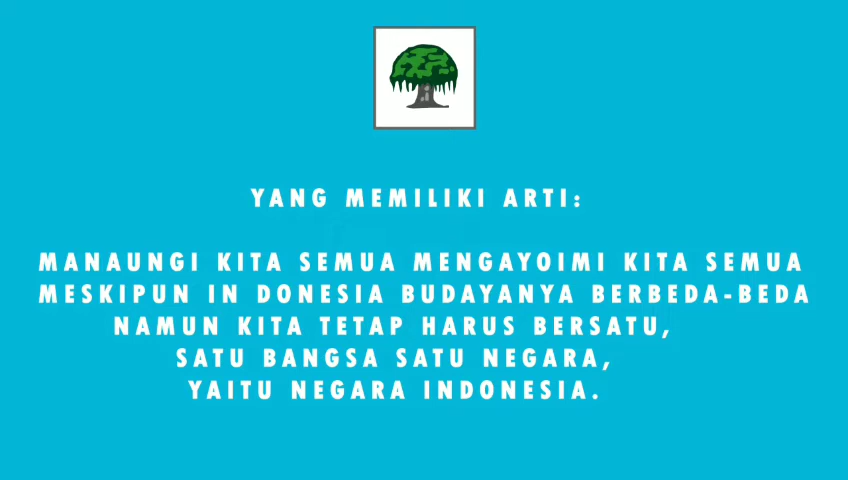 YANG MEMILIKI ARTI:
MANAUNGI KITA SEMUA MENGAYOIMI KITA SEMUA
MESKIPUN IN DONESIA BUDAYANYA BERBEDA-BEDA
NAMUN KITA TETAP HARUS BERSATU,
SATU BANGSA SATU NEGARA,
YAITU NEGARA INDONESIA.